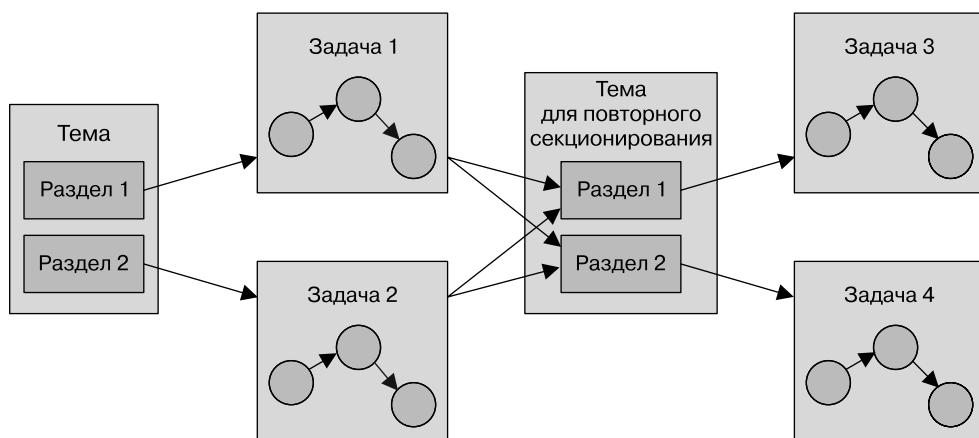 Тема
Раздел 1
Раздел 2
Задача 1
Задача 2
Тема
для повторного
секционирования
Раздел 1
Раздел 2
Задача 3
Задача 4